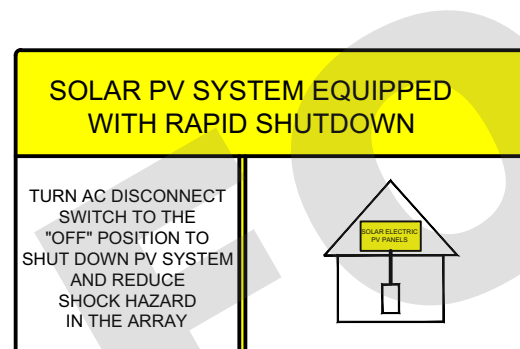 SOLAR PV SYSTEM EQUIPPED
WITH RAPID SHUTDOWN
TURN AC DISCONNECT
SWITCH TO THE
"OFF" POSITION TO
SHUT DOWN PV SYSTEM
AND REDUCE
SHOCK HAZARD
IN THE ARRAY
SOLAR ELECTRIC
PV PANELS